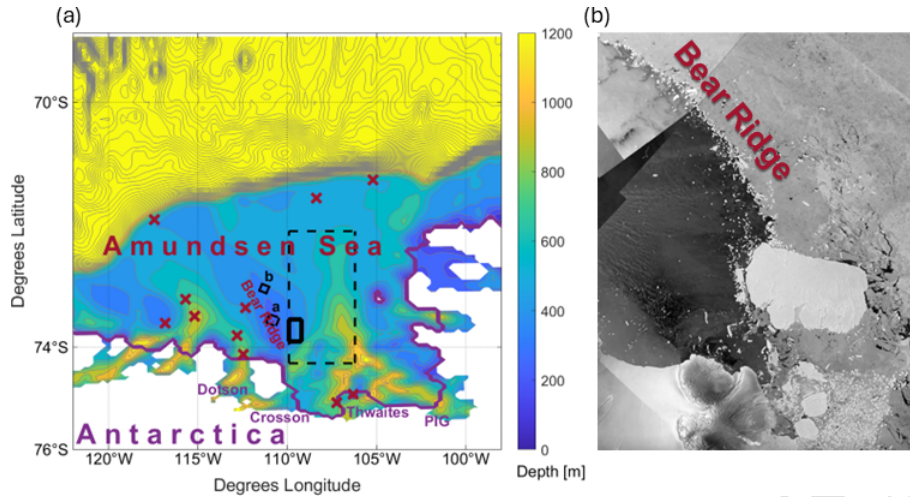 (a)
(b)
1200
1000
800
600
400
200
0
Depth [m]
70°S
74°S
76°S
Degrees Latitude
120°W
115°W
110°W
105°W
100°W
Degrees Longitude
Amundsen Sea
b
a
Bear Ridge
Dotson
Crosson
Thwaites
PIG
Antarctica
Bear Ridge